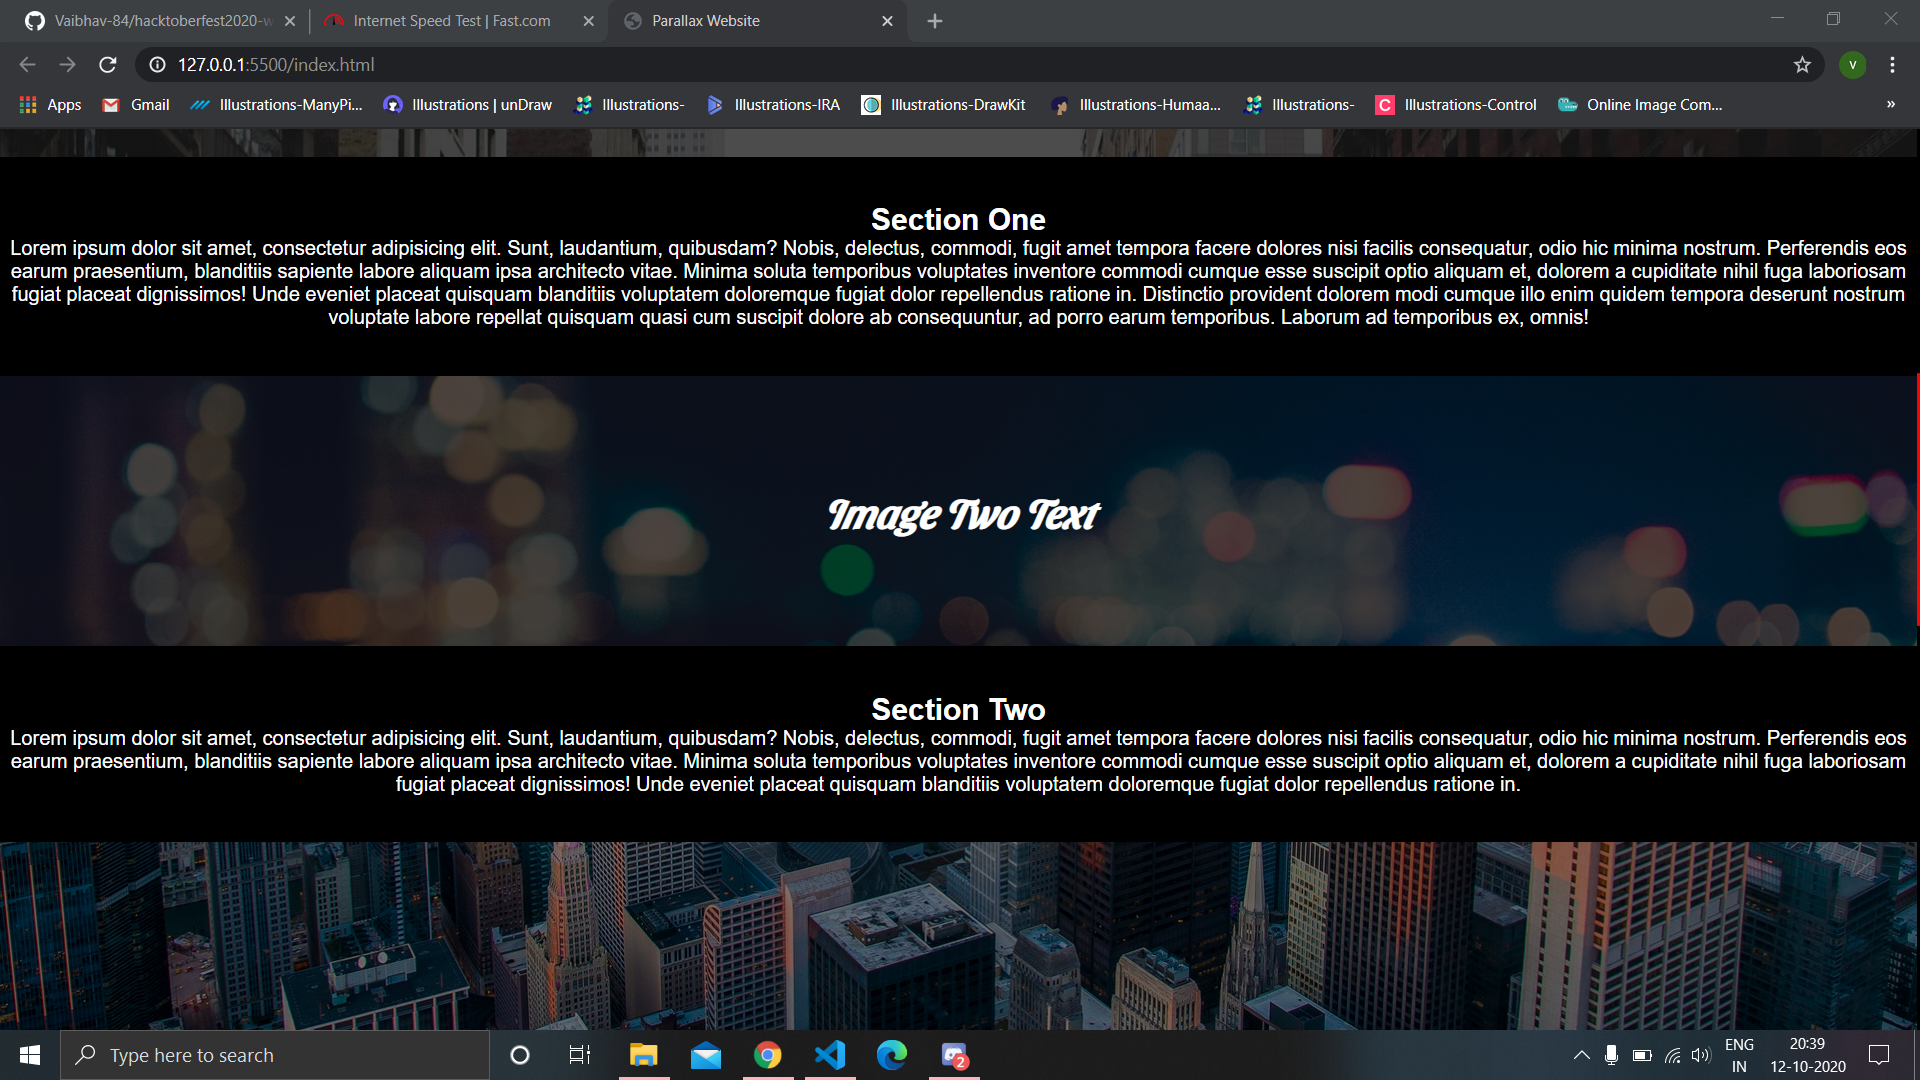 Vaibhav-84/hacktoberfest2020-w
Internet Speed Test | Fast.com
Parallax Website
127.0.0.1:5500/index.html
V
Apps
Gmail
Illustrations-ManyPi...
Illustrations | unDraw
Illustrations-
Illustrations-IRA
Illustrations-DrawKit
Illustrations-Humaa...
Illustrations-
C
Illustrations-Control
Online Image Com...
»
Section One
Lorem ipsum dolor sit amet, consectetur adipisicing elit. Sunt, laudantium, quibusdam? Nobis, delectus, commodi, fugit amet tempora facere dolores nisi facilis consequatur, odio hic minima nostrum. Perferendis eos
earum praesentium, blanditiis sapiente labore aliquam ipsa architecto vitae. Minima soluta temporibus voluptates inventore commodi cumque esse suscipit optio aliquam et, dolorem a cupiditate nihil fuga laboriosam
fugiat placeat dignissimos! Unde eveniet placeat quisquam blanditiis voluptatem doloremque fugiat dolor repellendus ratione in. Distinctio provident dolorem modi cumque illo enim quidem tempora deserunt nostrum
voluptate labore repellat quisquam quasi cum suscipit dolore ab consequuntur, ad porro earum temporibus. Laborum ad temporibus ex, omnis!
Image Two Text
Section Two
Lorem ipsum dolor sit amet, consectetur adipisicing elit. Sunt, laudantium, quibusdam? Nobis, delectus, commodi, fugit amet tempora facere dolores nisi facilis consequatur, odio hic minima nostrum. Perferendis eos
earum praesentium, blanditiis sapiente labore aliquam ipsa architecto vitae. Minima soluta temporibus voluptates inventore commodi cumque esse suscipit optio aliquam et, dolorem a cupiditate nihil fuga laboriosam
fugiat placeat dignissimos! Unde eveniet placeat quisquam blanditiis voluptatem doloremque fugiat dolor repellendus ratione in.
Type here to search
2
ENG
IN
20:39
12-10-2020